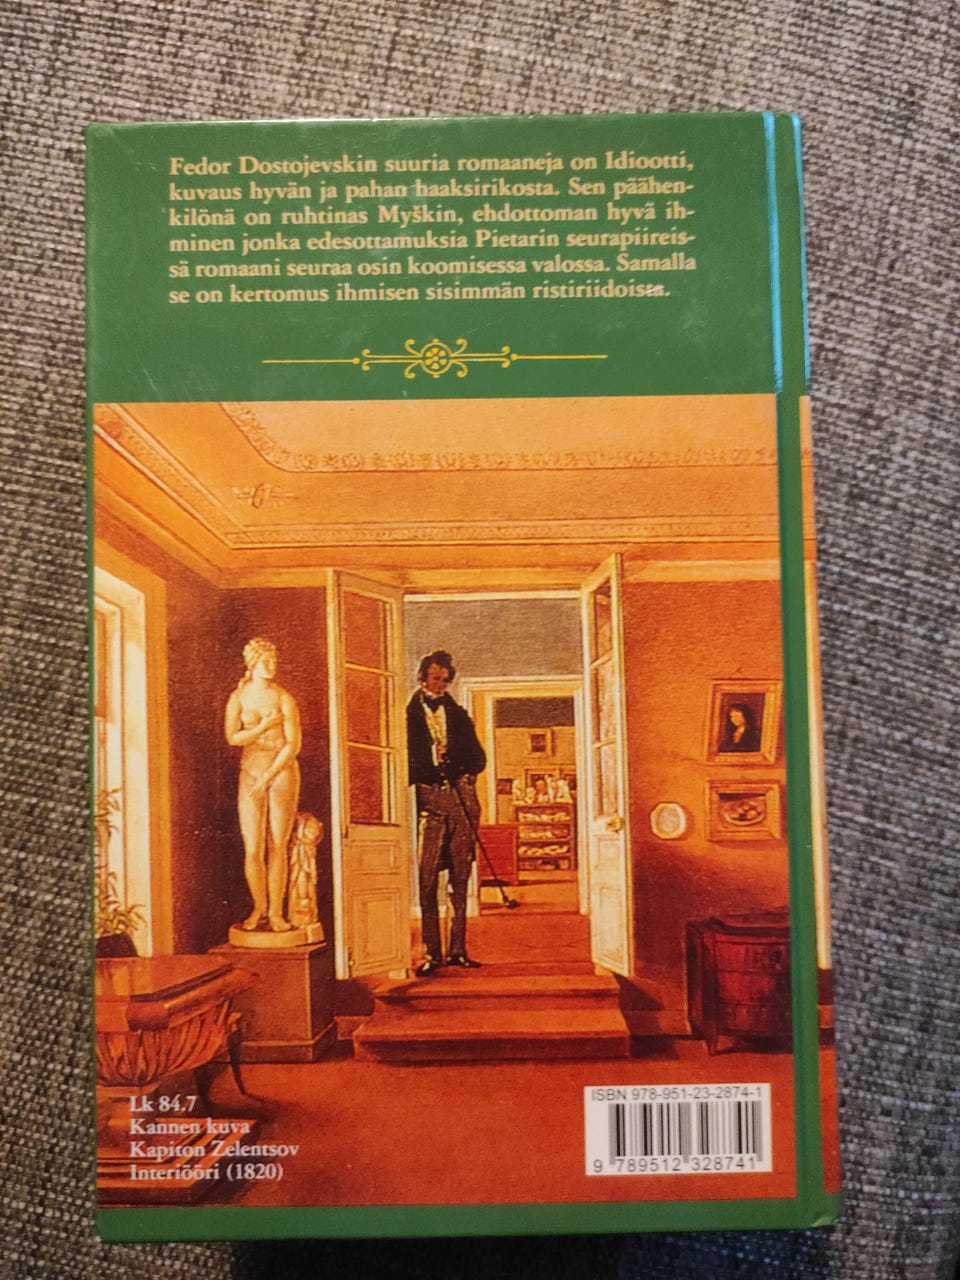 Fedor Dostojevskin suuria romaaneja on Idiootti,
kuvaus hyvän ja pahan haaksirikosta. Sen päähen-
kilönä on ruhtinas Myškin, ehdottoman hyvä ih-
minen jonka edesottamuksia Pietarin seurapiireis-
sä romaani seuraa osin koomisessa valossa. Samalla
se on kertomus ihmisen sisimmän ristiriidoista.
Lk 84.7
Kannen kuva
Kapiton Zelentsov
Interiööri (1820)
ISBN 978-951-23-2874-1
9 789512 328741